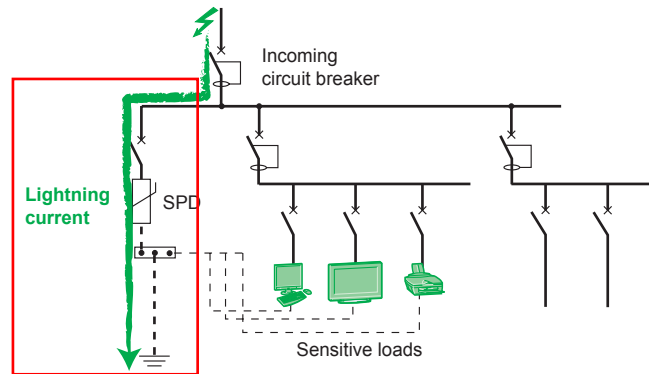 Incoming
circuit breaker
Lightning
current
SPD
Sensitive loads